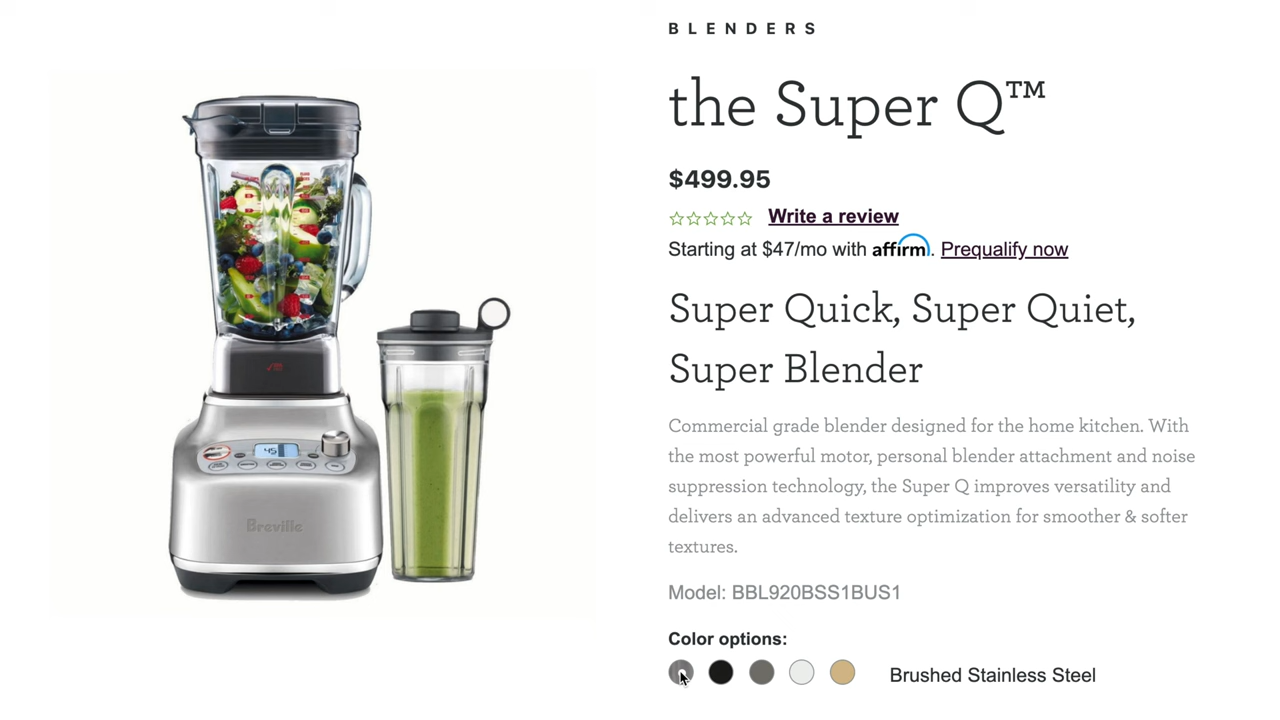 BLENDERS
the Super Q™
$499.95
Write a review
Starting at $47/mo with affirm. Prequalify now
Super Quick, Super Quiet,
Super Blender
Commercial grade blender designed for the home kitchen. With
the most powerful motor, personal blender attachment and noise
suppression technology, the Super Q improves versatility and
delivers an advanced texture optimization for smoother & softer
textures.
Model: BBL920BSS1BUS1
Color options:
Brushed Stainless Steel
45
Breville